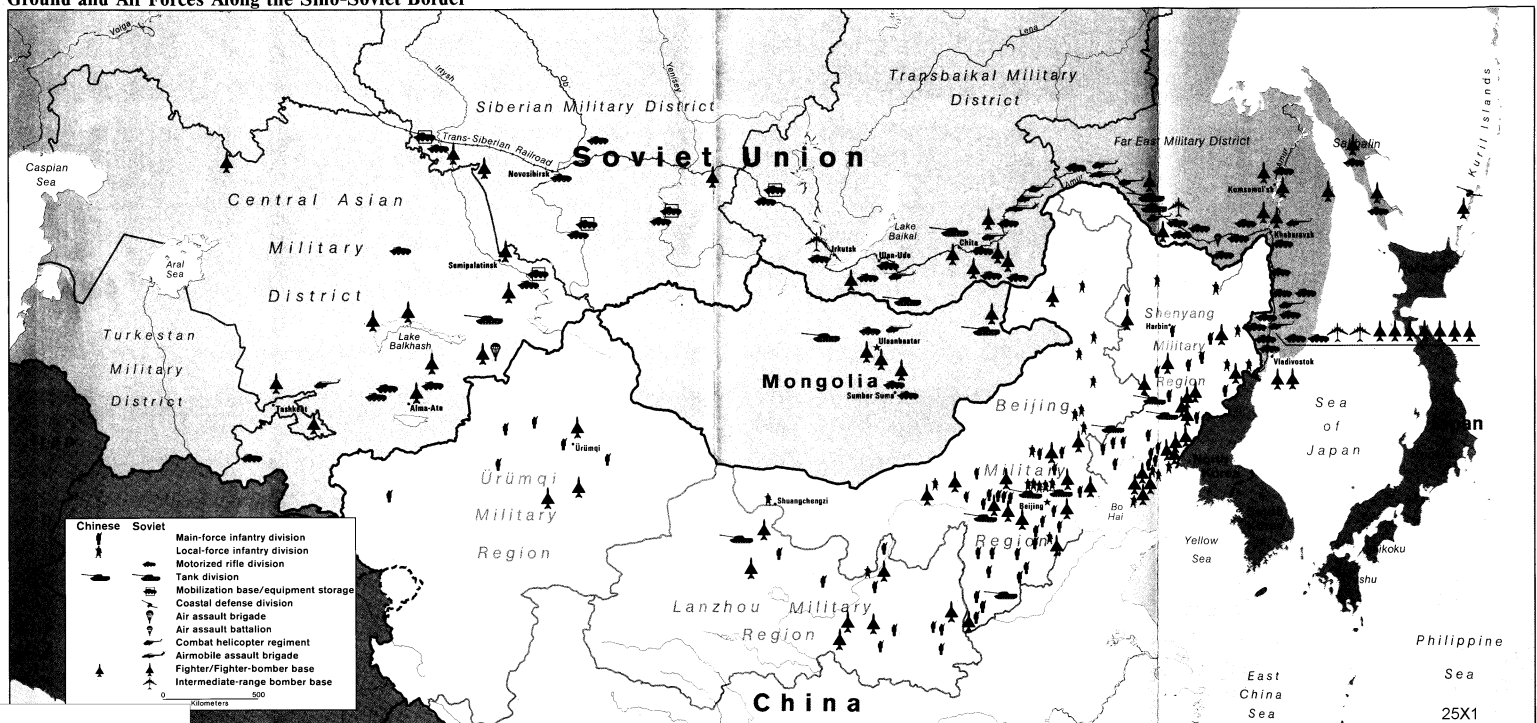 Ground and Air Forces Along the Sino-Soviet Border
Volga
Irtysh
Ob
Yenisey
Lena
Transbaikal Military
District
Siberian Military District
Kuril Islands
Trans-Siberian Railroad
Soviet Union
Far East Military District
Sakhalin
Amur
Caspian
Sea
Novosibirsk
Komsomol'sk
Amur
Central Asian
Military
District
Lake
Baikal
Chita
Khabarovsk
Irkutsk
Ulan-Ude
Aral
Sea
Semipalatinsk
Turkestan
Military
District
Lake
Balkhash
Shenyang
Military
Region
Harbin
Ulaanbaatar
Vladivostok
Mongolia
Sumber Suma
Tashkent
Alma-Ata
Beijing
Military
Region
Sea
of
Japan
Japan
Ürümqi
Ürümqi
Military
Region
Shuangchengzi
Beijing
Bo
Hai
Yellow
Sea
Lanzhou Military
Region
China
Philippine
Sea
East
China
Sea
25X1
Chinese Soviet
Main-force infantry division
Local-force infantry division
Motorized rifle division
Tank division
Mobilization base/equipment storage
Coastal defense division
Air assault brigade
Air assault battalion
Combat helicopter regiment
Airmobile assault brigade
Fighter/Fighter-bomber base
Intermediate-range bomber base
0 500
Kilometers